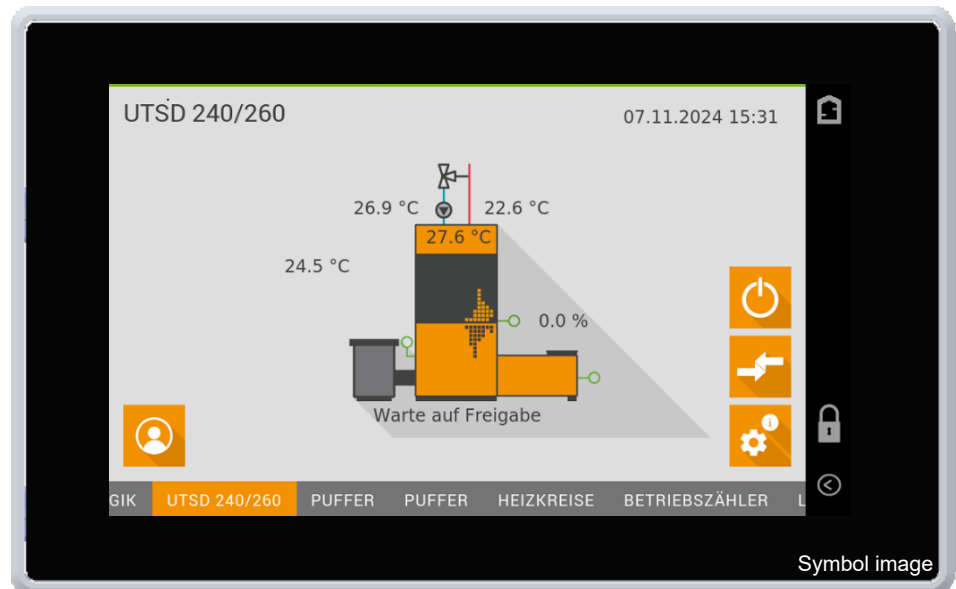 UTSD 240/260
07.11.2024 15:31
26.9 °C
22.6 °C
27.6 °C
24.5 °C
0.0 %
Warte auf Freigabe
GIK UTSD 240/260 PUFFER PUFFER HEIZKREISE BETRIEBSZÄHLER L
Symbol image